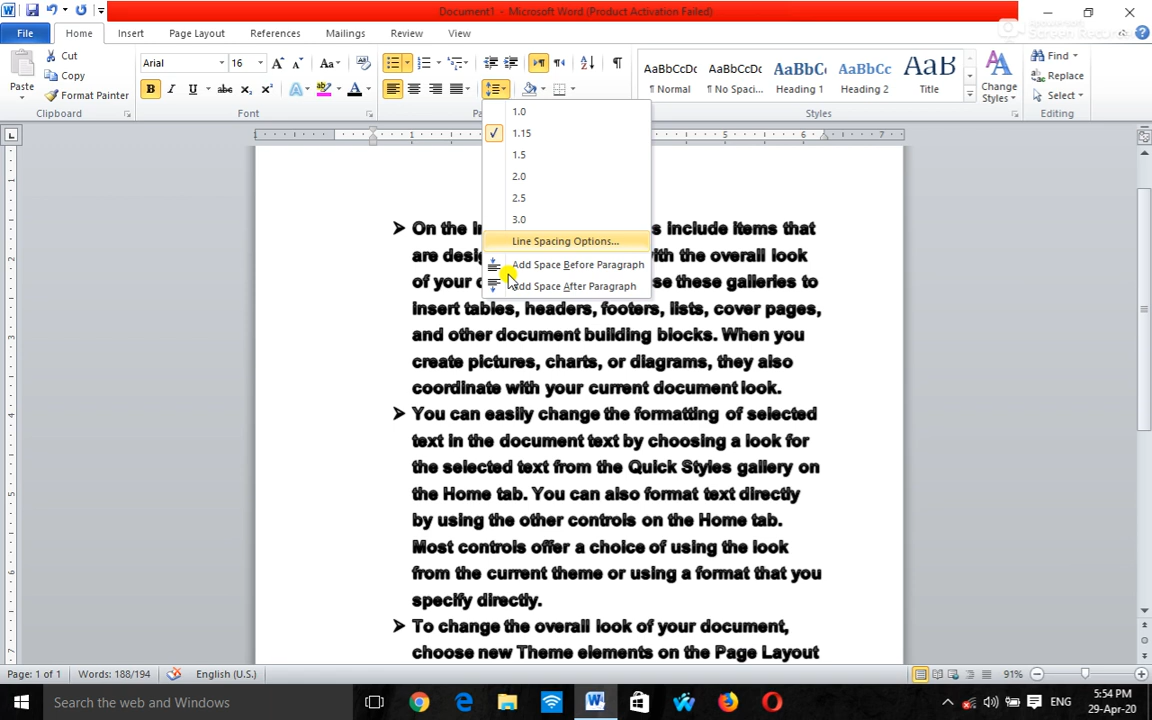 Document1 - Microsoft Word (Product Activation Failed)
File Home Insert Page Layout References Mailings Review View
Cut
Copy
Format Painter
Paste
Clipboard
Arial 16
Font
1.0
1.15
1.5
2.0
2.5
3.0
Line Spacing Options...
Add Space Before Paragraph
Add Space After Paragraph
AaBbCcDc AaBbCcDc AaBbC AaBbCc AaB
¶ Normal ¶ No Spaci... Heading 1 Heading 2 Title
Change Styles
Styles
Find
Replace
Select
Editing
➢ On the include items that
are with the overall look
of your these galleries to
insert tables, headers, footers, lists, cover pages,
and other document building blocks. When you
create pictures, charts, or diagrams, they also
coordinate with your current document look.
➢ You can easily change the formatting of selected
text in the document text by choosing a look for
the selected text from the Quick Styles gallery on
the Home tab. You can also format text directly
by using the other controls on the Home tab.
Most controls offer a choice of using the look
from the current theme or using a format that you
specify directly.
➢ To change the overall look of your document,
choose new Theme elements on the Page Layout
Page: 1 of 1 Words: 188/194 English (U.S.) 91%
Search the web and Windows
ENG
5:54 PM
29-Apr-20